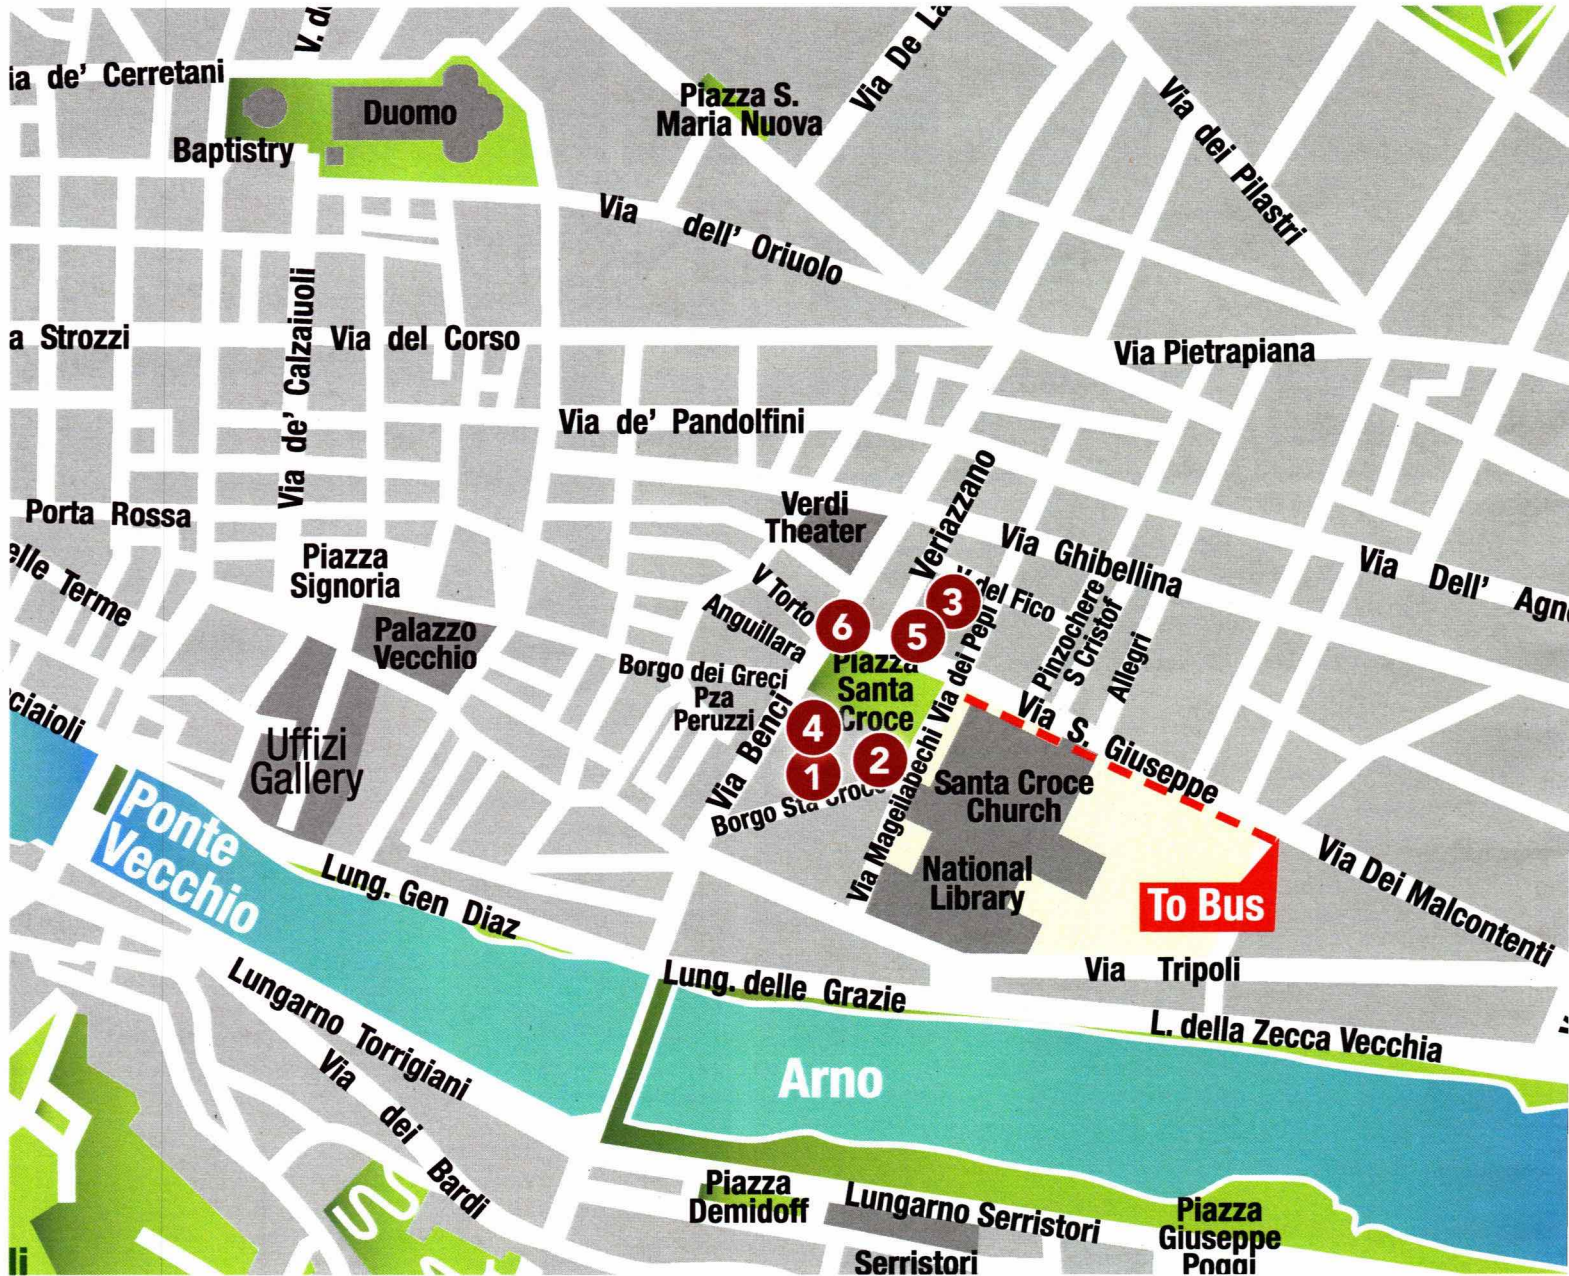 V. d
Via De La
ia de' Cerretani
Duomo
Baptistry
Piazza S.
Maria Nuova
Via dei Pilastri
Via dell' Oriuolo
a Strozzi
Via de' Calzaiuoli
Via del Corso
Via Pietrapiana
Via de' Pandolfini
Porta Rossa
Verdi
Theater
Veriazzano
Via Ghibellina
Via Dell' Agn
elle Terme
Piazza
Signoria
Palazzo
Vecchio
V Torto
Anguillara
Borgo dei Greci
Pza
Peruzzi
6
5
3
V del Fico
Via dei Pepi
Pinzochere
S Cristof
Allegri
Piazza
Santa
Croce
4
1
2
Via Benci
Borgo Sta Croce
Via Mageilabechi
Via S. Giuseppe
Santa Croce
Church
National
Library
To Bus
Via Dei Malcontenti
ciaioli
Uffizi
Gallery
Ponte
Vecchio
Lung. Gen Diaz
Lung. delle Grazie
Via Tripoli
L. della Zecca Vecchia
Lungarno Torrigiani
Via dei Bardi
Arno
Piazza
Demidoff
Lungarno Serristori
Serristori
Piazza
Giuseppe
Poggi
li